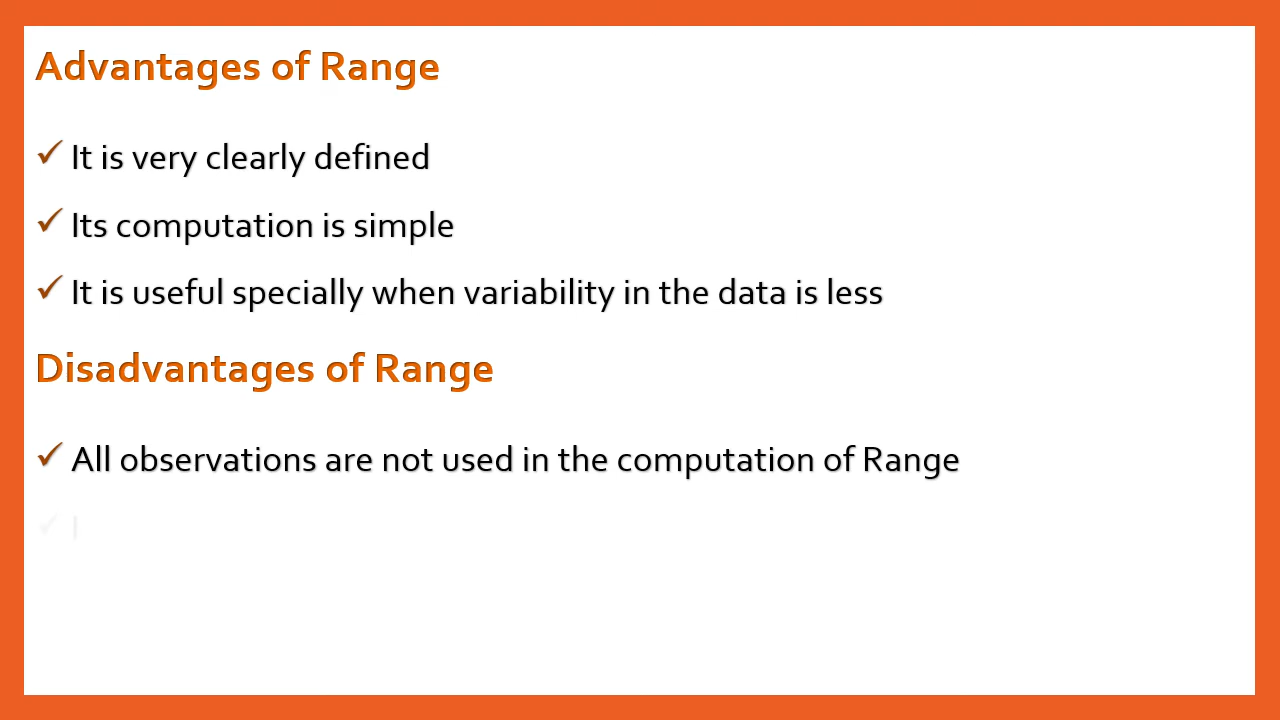 Advantages of Range
✓ It is very clearly defined
✓ Its computation is simple
✓ It is useful specially when variability in the data is less
Disadvantages of Range
✓ All observations are not used in the computation of Range